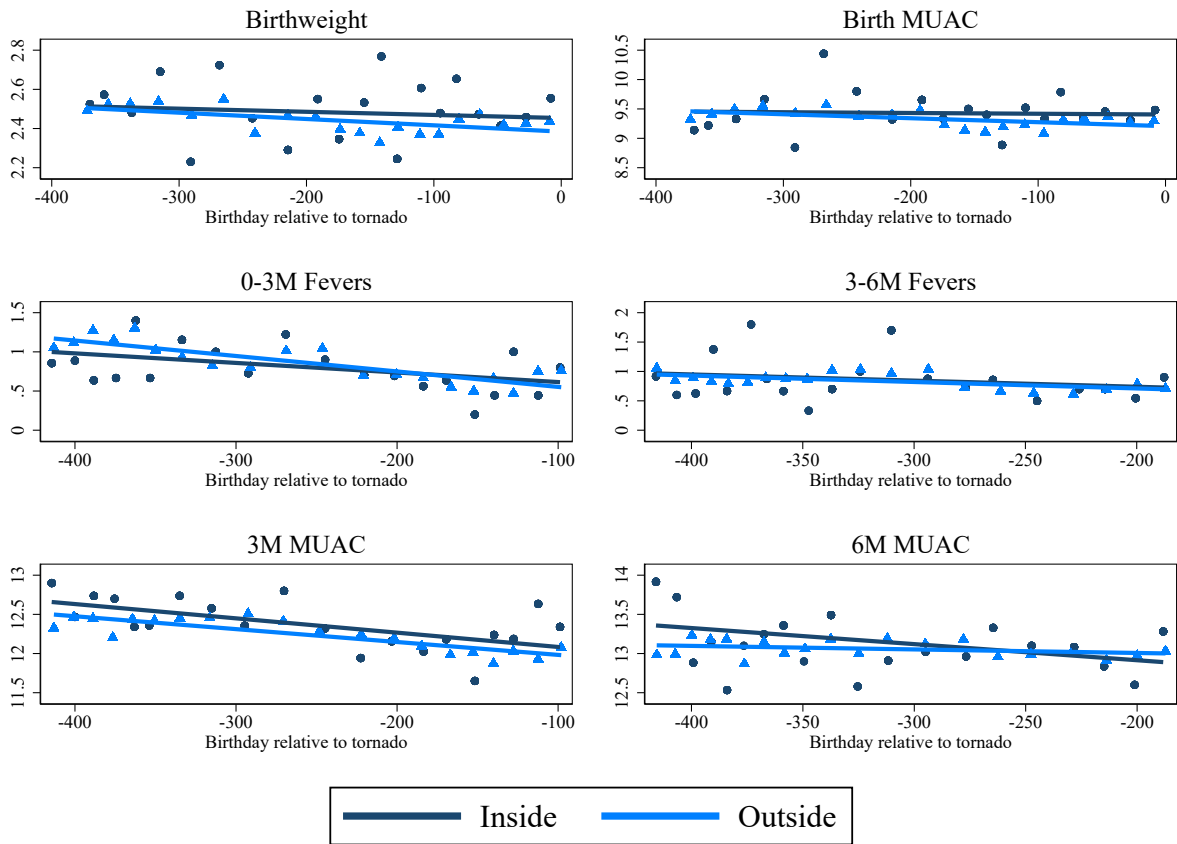 Birthweight
2.8
2.6
2.4
2.2
-400 -300 -200 -100 0
Birthday relative to tornado
Birth MUAC
10.5
10
9.5
9
8.5
-400 -300 -200 -100 0
Birthday relative to tornado
0-3M Fevers
1.5
1
.5
0
-400 -300 -200 -100
Birthday relative to tornado
3-6M Fevers
2
1.5
1
.5
0
-400 -350 -300 -250 -200
Birthday relative to tornado
3M MUAC
13
12.5
12
11.5
-400 -300 -200 -100
Birthday relative to tornado
6M MUAC
14
13.5
13
12.5
-400 -350 -300 -250 -200
Birthday relative to tornado
Inside Outside